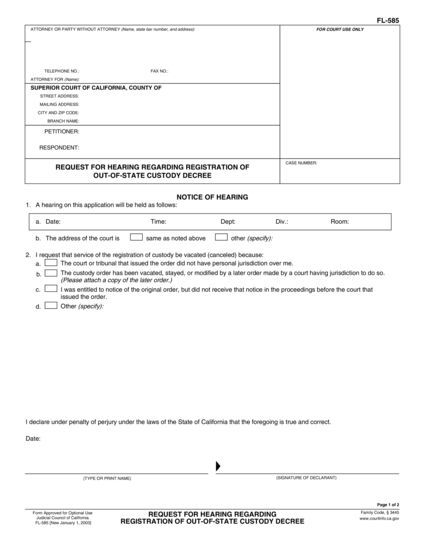 FL-585
ATTORNEY OR PARTY WITHOUT ATTORNEY (Name, state bar number, and address):
FOR COURT USE ONLY
TELEPHONE NO.: FAX NO.:
ATTORNEY FOR (Name):
SUPERIOR COURT OF CALIFORNIA, COUNTY OF
STREET ADDRESS:
MAILING ADDRESS:
CITY AND ZIP CODE:
BRANCH NAME:
PETITIONER:
RESPONDENT:
REQUEST FOR HEARING REGARDING REGISTRATION OF
OUT-OF-STATE CUSTODY DECREE
CASE NUMBER:
NOTICE OF HEARING
1. A hearing on this application will be held as follows:
a. Date: Time: Dept: Div.: Room:
b. The address of the court is same as noted above other (specify):
2. I request that service of the registration of custody be vacated (canceled) because:
a. The court or tribunal that issued the order did not have personal jurisdiction over me.
b. The custody order has been vacated, stayed, or modified by a later order made by a court having jurisdiction to do so.
(Please attach a copy of the later order.)
c. I was entitled to notice of the original order, but did not receive that notice in the proceedings before the court that
issued the order.
d. Other (specify):
I declare under penalty of perjury under the laws of the State of California that the foregoing is true and correct.
Date:
(TYPE OR PRINT NAME) (SIGNATURE OF DECLARANT)
Page 1 of 2
Form Approved for Optional Use
Judicial Council of California
FL-585 [New January 1, 2003]
REQUEST FOR HEARING REGARDING
REGISTRATION OF OUT-OF-STATE CUSTODY DECREE
Family Code, § 3445
www.courtinfo.ca.gov